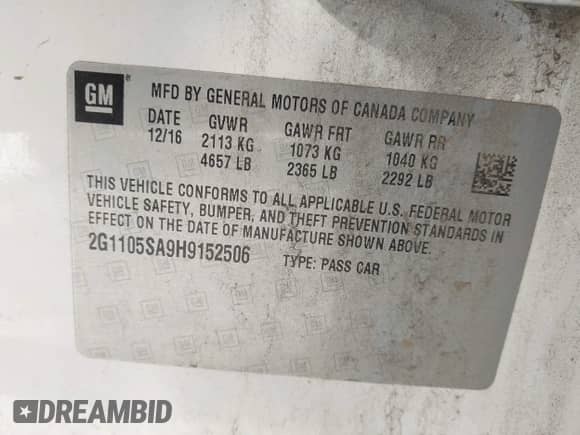 GM ®
MFD BY GENERAL MOTORS OF CANADA COMPANY
DATE GVWR GAWR FRT GAWR RR
12/16 2113 KG 1073 KG 1040 KG
4657 LB 2365 LB 2292 LB
THIS VEHICLE CONFORMS TO ALL APPLICABLE U.S. FEDERAL MOTOR
VEHICLE SAFETY, BUMPER, AND THEFT PREVENTION STANDARDS IN
EFFECT ON THE DATE OF MANUFACTURE SHOWN ABOVE.
2G1105SA9H9152506 TYPE: PASS CAR
DREAMBID